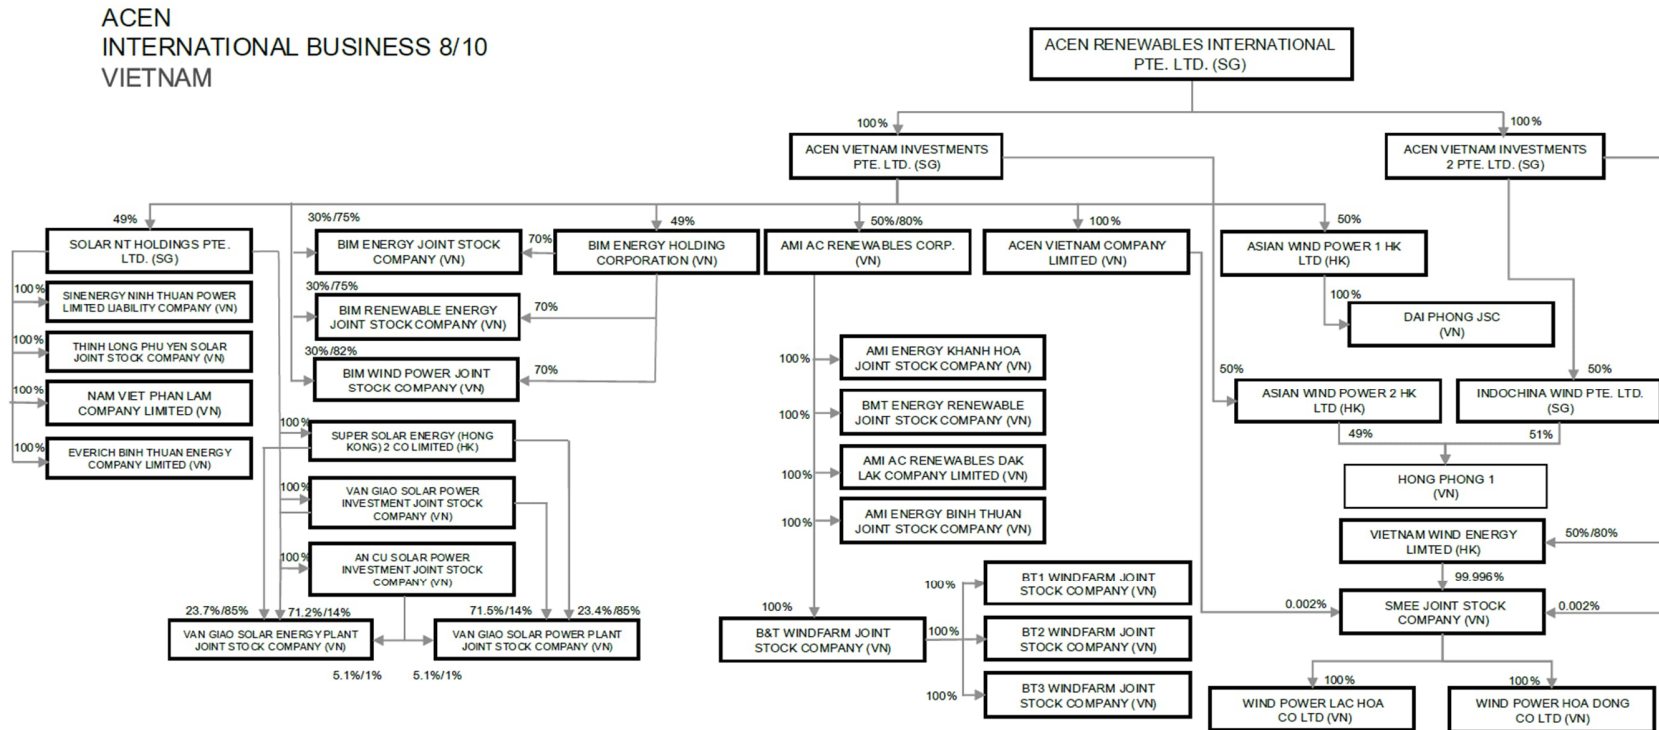 ACEN
INTERNATIONAL BUSINESS 8/10
VIETNAM
ACEN RENEWABLES INTERNATIONAL
PTE. LTD. (SG)
100%
100%
ACEN VIETNAM INVESTMENTS
PTE. LTD. (SG)
ACEN VIETNAM INVESTMENTS
2 PTE. LTD. (SG)
49%
30%/75%
49%
50%/80%
100%
50%
SOLAR NT HOLDINGS PTE.
LTD. (SG)
BIM ENERGY JOINT STOCK
COMPANY (VN)
70%
BIM ENERGY HOLDING
CORPORATION (VN)
AMI AC RENEWABLES CORP.
(VN)
ACEN VIETNAM COMPANY
LIMITED (VN)
ASIAN WIND POWER 1 HK
LTD (HK)
100%
SINENERGY NINH THUAN POWER
LIMITED LIABILITY COMPANY (VN)
30%/75%
BIM RENEWABLE ENERGY
JOINT STOCK COMPANY (VN)
70%
100%
DAI PHONG JSC
(VN)
100%
THINH LONG PHU YEN SOLAR
JOINT STOCK COMPANY (VN)
30%/82%
BIM WIND POWER JOINT
STOCK COMPANY (VN)
70%
100%
AMI ENERGY KHANH HOA
JOINT STOCK COMPANY (VN)
50%
ASIAN WIND POWER 2 HK
LTD (HK)
50%
INDOCHINA WIND PTE. LTD.
(SG)
100%
NAM VIET PHAN LAM
COMPANY LIMITED (VN)
100%
BMT ENERGY RENEWABLE
JOINT STOCK COMPANY (VN)
49%
51%
100%
EVERICH BINH THUAN ENERGY
COMPANY LIMITED (VN)
100%
SUPER SOLAR ENERGY (HONG
KONG) 2 CO LIMITED (HK)
100%
AMI AC RENEWABLES DAK
LAK COMPANY LIMITED (VN)
HONG PHONG 1
(VN)
100%
VAN GIAO SOLAR POWER
INVESTMENT JOINT STOCK
COMPANY (VN)
100%
AMI ENERGY BINH THUAN
JOINT STOCK COMPANY (VN)
VIETNAM WIND ENERGY
LIMTED (HK)
50%/80%
100%
AN CU SOLAR POWER
INVESTMENT JOINT STOCK
COMPANY (VN)
100%
BT1 WINDFARM JOINT
STOCK COMPANY (VN)
99.996%
23.7%/85%
71.2%/14%
71.5%/14%
23.4%/85%
100%
0.002%
SMEE JOINT STOCK
COMPANY (VN)
0.002%
VAN GIAO SOLAR ENERGY PLANT
JOINT STOCK COMPANY (VN)
VAN GIAO SOLAR POWER PLANT
JOINT STOCK COMPANY (VN)
B&T WINDFARM JOINT
STOCK COMPANY (VN)
100%
BT2 WINDFARM JOINT
STOCK COMPANY (VN)
5.1%/1%
5.1%/1%
100%
BT3 WINDFARM JOINT
STOCK COMPANY (VN)
100%
100%
WIND POWER LAC HOA
CO LTD (VN)
WIND POWER HOA DONG
CO LTD (VN)